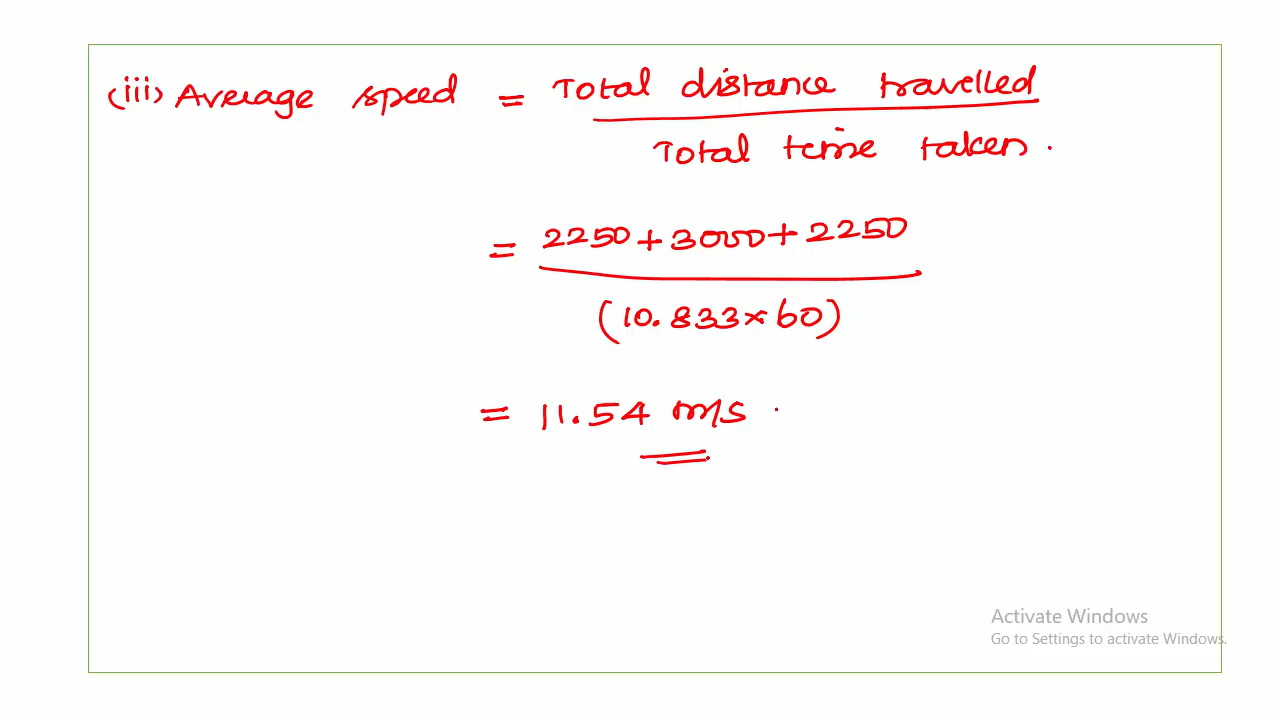 (iii) Average speed = Total distance travelled
Total time taken.
= 2250 + 3000 + 2250
(10.833 × 60)
= 11.54 m/s.
Activate Windows
Go to Settings to activate Windows.